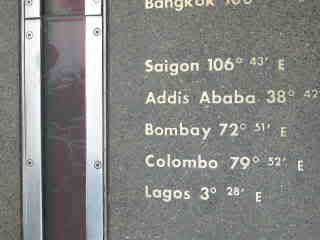 Bangkok 100°
Saigon 106° 43' E
Addis Ababa 38° 42'
Bombay 72° 51' E
Colombo 79° 52' E
Lagos 3° 28' E